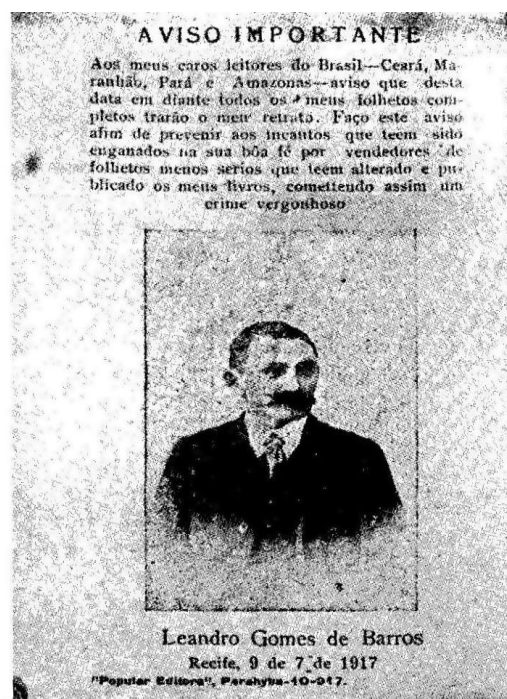 AVISO IMPORTANTE
Aos meus caros leitores do Brasil—Ceará, Ma-
ranhão, Pará e Amazonas—aviso que desta
data em diante todos os meus folhetos com-
pletos trarão o meu retrato. Faço este aviso
afim de prevenir aos incautos que teem sido
enganados na sua bôa fé por vendedores de
folhetos menos serios que teem alterado e pu-
blicado os meus livros, comettendo assim um
crime vergonhoso
Leandro Gomes de Barros
Recife, 9 de 7 de 1917
"Popular Editora", Parahyba-10-917.